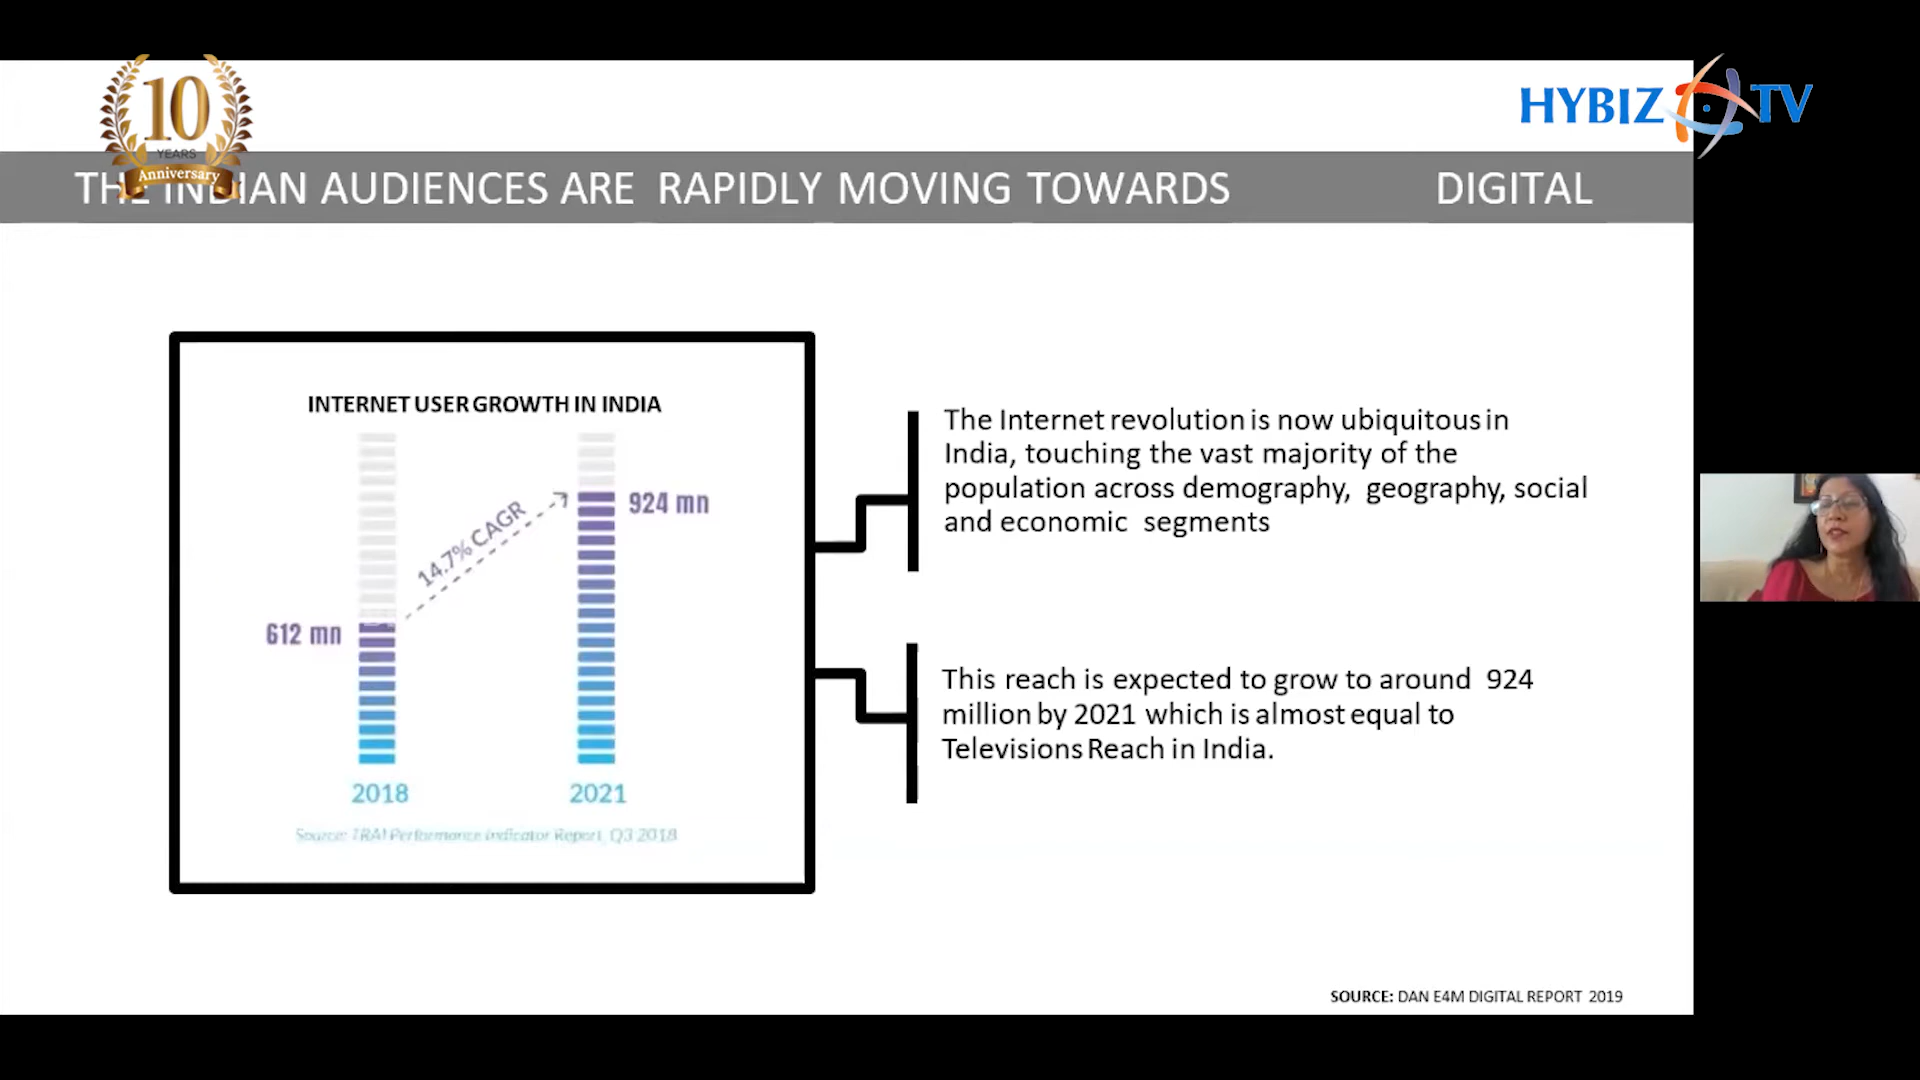 10
YEARS
Anniversary
HYBIZ TV
THE INDIAN AUDIENCES ARE RAPIDLY MOVING TOWARDS DIGITAL
INTERNET USER GROWTH IN INDIA
924 mn
14.7% CAGR
612 mn
2018 2021
Source: TRAI Performance Indicator Report, Q3 2018
The Internet revolution is now ubiquitous in
India, touching the vast majority of the
population across demography, geography, social
and economic segments
This reach is expected to grow to around 924
million by 2021 which is almost equal to
Televisions Reach in India.
SOURCE: DAN E4M DIGITAL REPORT 2019